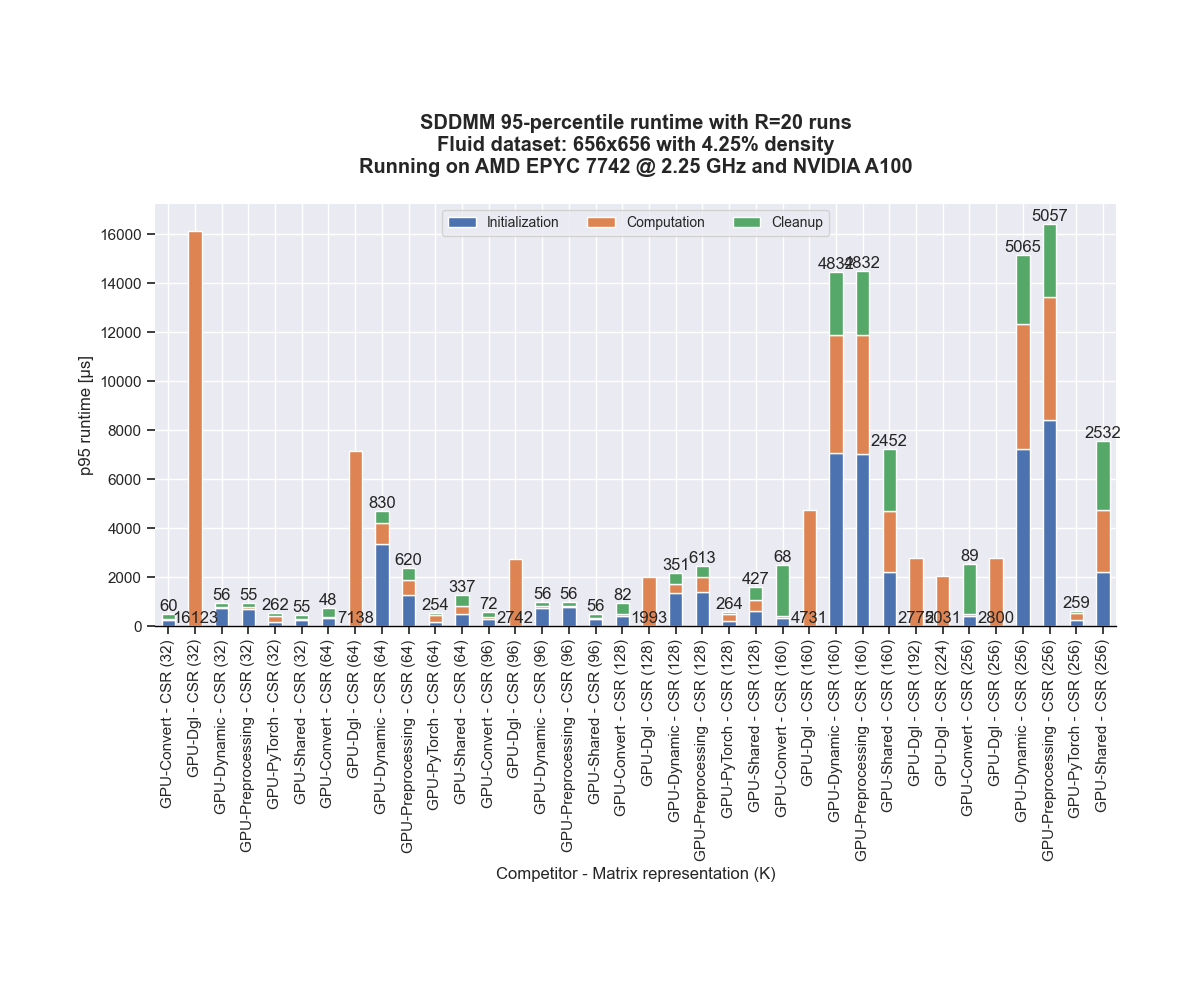 SDDMM 95-percentile runtime with R=20 runs
Fluid dataset: 656x656 with 4.25% density
Running on AMD EPYC 7742 @ 2.25 GHz and NVIDIA A100
Initialization
Computation
Cleanup
p95 runtime [µs]
16000
14000
12000
10000
8000
6000
4000
2000
0
60
16123
56
55
262
55
48
7138
830
620
254
337
72
2742
56
56
56
82
1993
351
613
264
427
68
4731
4832
4832
2452
2775
2031
89
2800
5065
5057
259
2532
GPU-Convert - CSR (32)
GPU-Dgl - CSR (32)
GPU-Dynamic - CSR (32)
GPU-Preprocessing - CSR (32)
GPU-PyTorch - CSR (32)
GPU-Shared - CSR (32)
GPU-Convert - CSR (64)
GPU-Dgl - CSR (64)
GPU-Dynamic - CSR (64)
GPU-Preprocessing - CSR (64)
GPU-PyTorch - CSR (64)
GPU-Shared - CSR (64)
GPU-Convert - CSR (96)
GPU-Dgl - CSR (96)
GPU-Dynamic - CSR (96)
GPU-Preprocessing - CSR (96)
GPU-Shared - CSR (96)
GPU-Convert - CSR (128)
GPU-Dgl - CSR (128)
GPU-Dynamic - CSR (128)
GPU-Preprocessing - CSR (128)
GPU-PyTorch - CSR (128)
GPU-Shared - CSR (128)
GPU-Convert - CSR (160)
GPU-Dgl - CSR (160)
GPU-Dynamic - CSR (160)
GPU-Preprocessing - CSR (160)
GPU-Shared - CSR (160)
GPU-Dgl - CSR (192)
GPU-Dgl - CSR (224)
GPU-Convert - CSR (256)
GPU-Dgl - CSR (256)
GPU-Dynamic - CSR (256)
GPU-Preprocessing - CSR (256)
GPU-PyTorch - CSR (256)
GPU-Shared - CSR (256)
Competitor - Matrix representation (K)